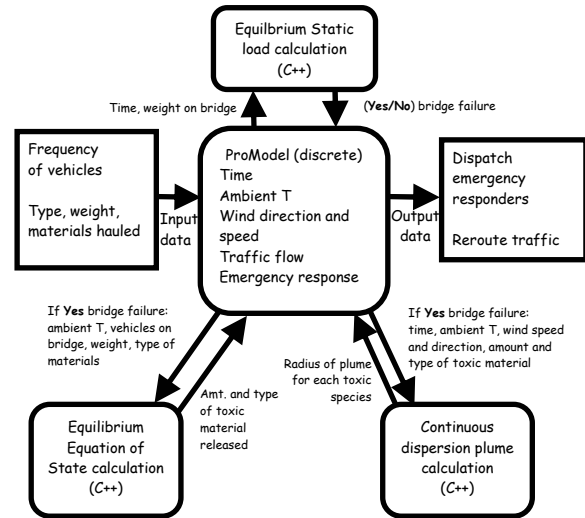 Equilbrium Static
load calculation
(C++)
Time, weight on bridge
(Yes/No) bridge failure
Frequency
of vehicles
Type, weight,
materials hauled
Input
data
ProModel (discrete)
Time
Ambient T
Wind direction and
speed
Traffic flow
Emergency response
Output
data
Dispatch
emergency
responders
Reroute traffic
If Yes bridge failure:
ambient T, vehicles on
bridge, weight, type of
materials
Amt. and type
of toxic
material
released
Radius of plume
for each toxic
species
If Yes bridge failure:
time, ambient T, wind speed
and direction, amount and
type of toxic material
Equilibrium
Equation of
State calculation
(C++)
Continuous
dispersion plume
calculation
(C++)